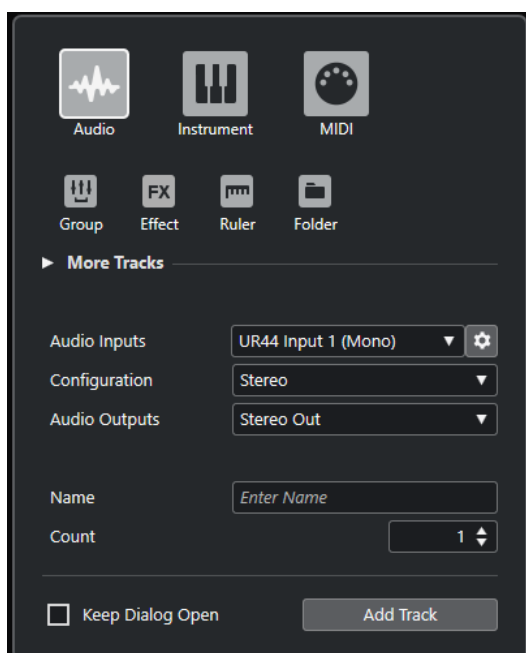 Audio Instrument MIDI
FX
Group Effect Ruler Folder
More Tracks
Audio Inputs UR44 Input 1 (Mono)
Configuration Stereo
Audio Outputs Stereo Out
Name Enter Name
Count 1
Keep Dialog Open Add Track